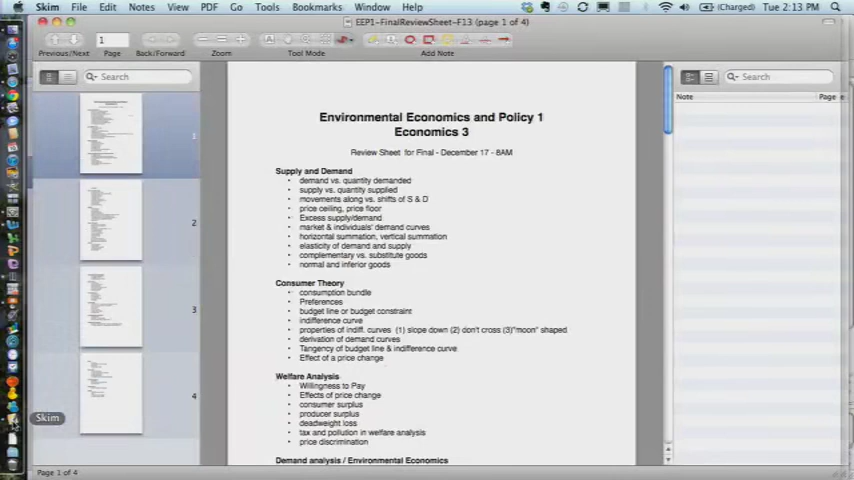 Skim File Edit View Go Tools Bookmarks Window Help (Charged) Tue 2:13 PM
EEP1-FinalReviewSheet-F13 (page 1 of 4)
1
Previous/Next Page Back/Forward Zoom Tool Mode Add Note
Search
Search
Note Page
1
2
3
4
Skim
Environmental Economics and Policy 1
Economics 3
Review Sheet for Final - December 17 - 8AM
Supply and Demand
• demand vs. quantity demanded
• supply vs. quantity supplied
• movements along vs. shifts of S & D
• price ceiling, price floor
• Excess supply/demand
• market & individuals' demand curves
• horizontal summation, vertical summation
• elasticity of demand and supply
• complementary vs. substitute goods
• normal and inferior goods
Consumer Theory
• consumption bundle
• Preferences
• budget line or budget constraint
• indifference curve
• properties of indiff. curves (1) slope down (2) don't cross (3)"moon" shaped
• derivation of demand curves
• Tangency of budget line & indifference curve
• Effect of a price change
Welfare Analysis
• Willingness to Pay
• Effects of price change
• consumer surplus
• producer surplus
• deadweight loss
• tax and pollution in welfare analysis
• price discrimination
Demand analysis / Environmental Economics
Page 1 of 4